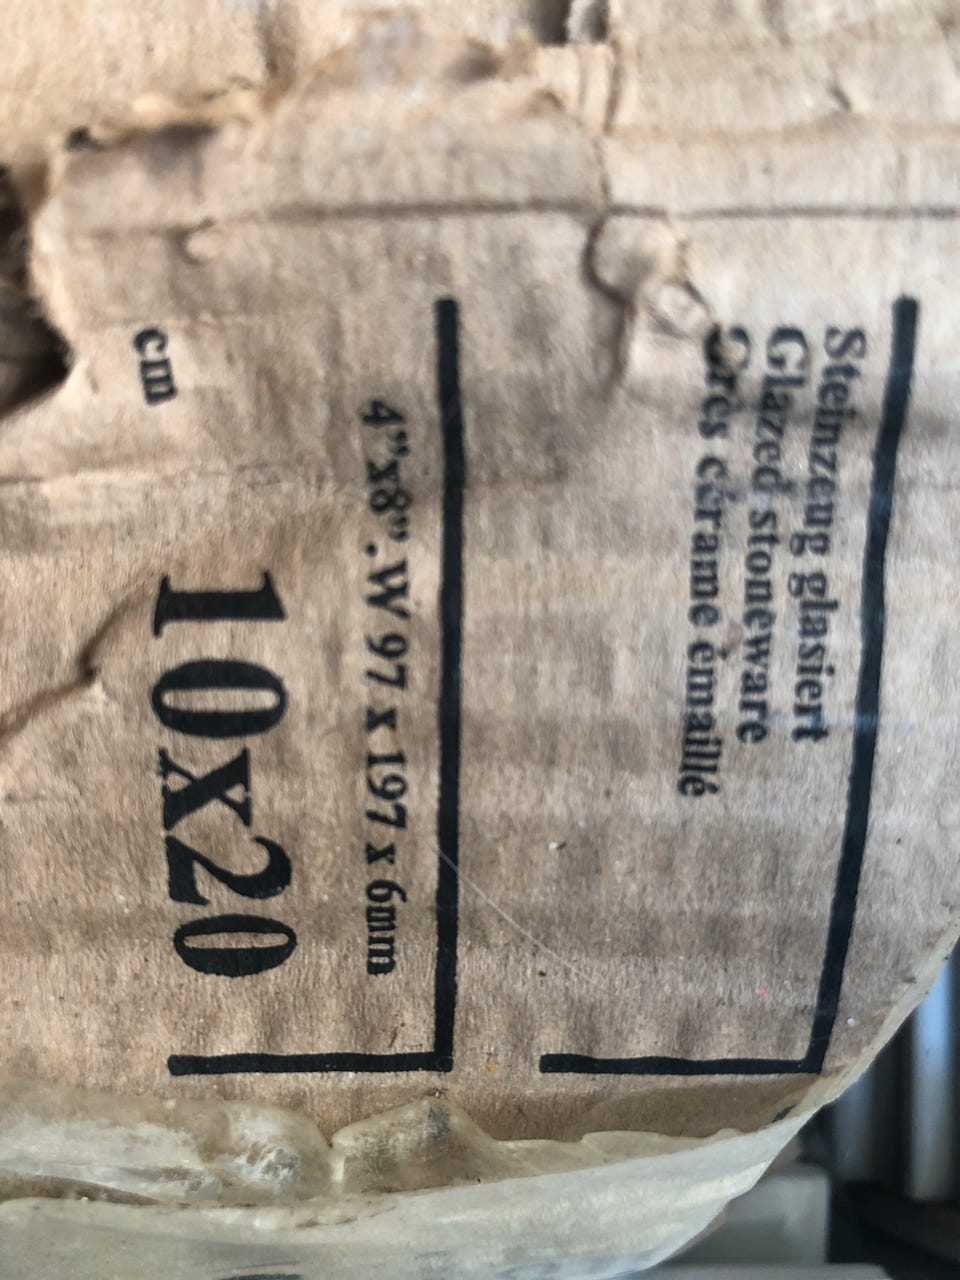 Steinzeug glasiert
Glazed stoneware
Grès cérame émaillé
4”x8”. W 97 x 197 x 6mm
cm 10x20